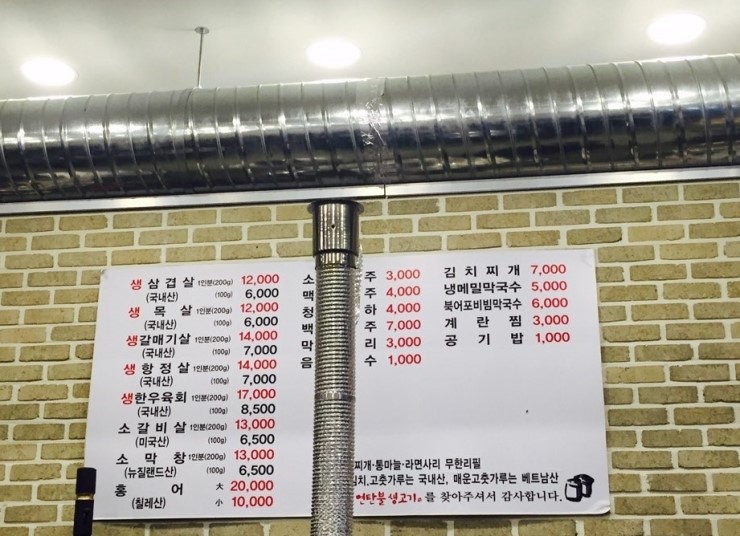 생삼겹살 1인분(200g) 12,000
(국내산) (100g) 6,000
생목살 1인분(200g) 12,000
(국내산) (100g) 6,000
생갈매기살 1인분(200g) 14,000
(국내산) (100g) 7,000
생항정살 1인분(200g) 14,000
(국내산) (100g) 7,000
생한우육회 1인분(200g) 17,000
(국내산) (100g) 8,500
소갈비살 1인분(200g) 13,000
(미국산) (100g) 6,500
소막창 1인분(200g) 13,000
(뉴질랜드산) (100g) 6,500
홍어 大 20,000
(칠레산) 小 10,000
소 주 3,000
맥 주 4,000
청 하 4,000
백 주 7,000
막 리 3,000
음 수 1,000
김치찌개 7,000
냉메밀막국수 5,000
북어포비빔막국수 6,000
계란찜 3,000
공기밥 1,000
찌개·통마늘·라면사리 무한리필
치,고춧가루는 국내산, 매운고춧가루는 베트남산
연탄불생고기를 찾아주셔서 감사합니다.